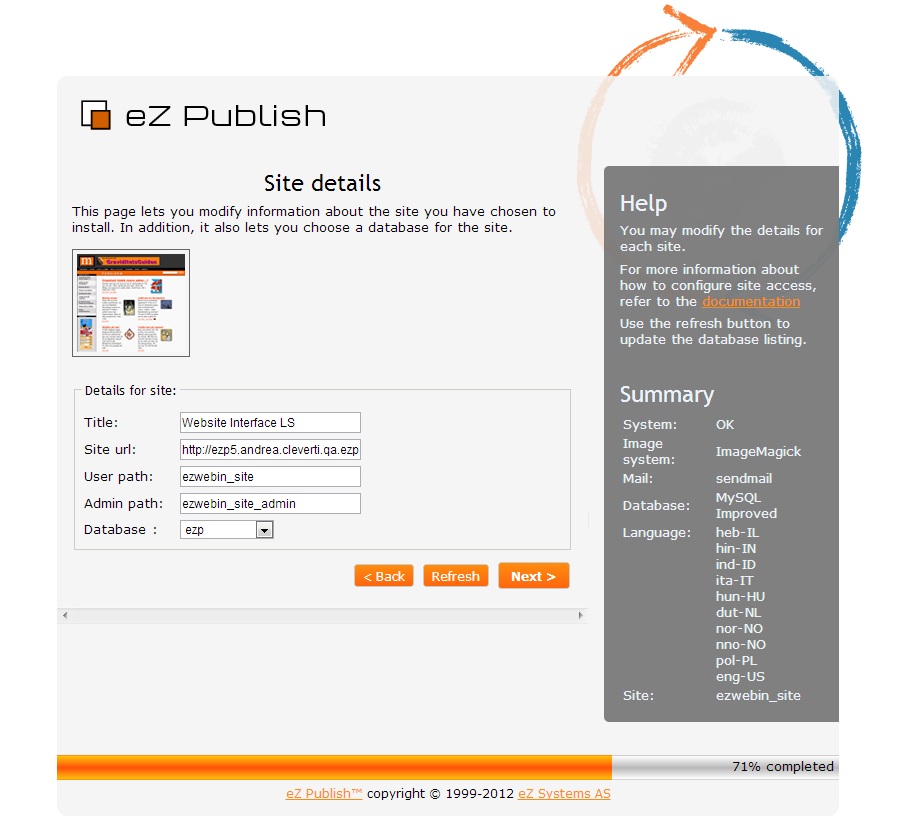 eZ Publish
Site details
This page lets you modify information about the site you have chosen to
install. In addition, it also lets you choose a database for the site.
Details for site:
Title: Website Interface LS
Site url: http://ezp5.andrea.cleverti.qa.ezp
User path: ezwebin_site
Admin path: ezwebin_site_admin
Database : ezp
< Back Refresh Next >
Help
You may modify the details for
each site.
For more information about
how to configure site access,
refer to the documentation
Use the refresh button to
update the database listing.
Summary
System: OK
Image
system: ImageMagick
Mail: sendmail
Database: MySQL
Improved
Language: heb-IL
hin-IN
ind-ID
ita-IT
hun-HU
dut-NL
nor-NO
nno-NO
pol-PL
eng-US
Site: ezwebin_site
71% completed
eZ Publish™ copyright © 1999-2012 eZ Systems AS